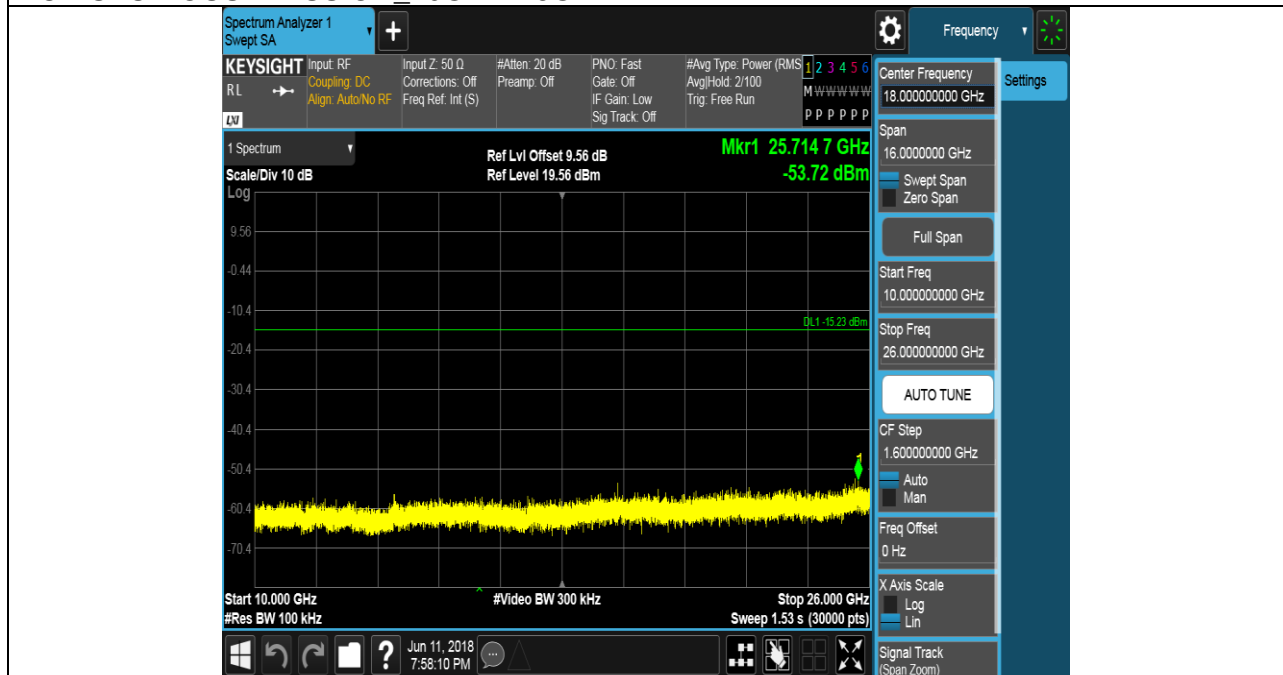 Spectrum Analyzer 1
Swept SA
+
Frequency
KEYSIGHT
RL
LXI
Input: RF
Coupling: DC
Align: Auto/No RF
Input Z: 50 Ω
Corrections: Off
Freq Ref: Int (S)
#Atten: 20 dB
Preamp: Off
PNO: Fast
Gate: Off
IF Gain: Low
Sig Track: Off
#Avg Type: Power (RMS
Avg|Hold: 2/100
Trig: Free Run
1 2 3 4 5 6
M W W W W W
P P P P P P
1 Spectrum
Scale/Div 10 dB
Ref Lvl Offset 9.56 dB
Ref Level 19.56 dBm
Mkr1 25.714 7 GHz
-53.72 dBm
Log
9.56
-0.44
-10.4
DL1 -15.23 dBm
-20.4
-30.4
-40.4
-50.4
1
-60.4
-70.4
Start 10.000 GHz
#Res BW 100 kHz
#Video BW 300 kHz
Stop 26.000 GHz
Sweep 1.53 s (30000 pts)
?
Jun 11, 2018
7:58:10 PM
Center Frequency
18.000000000 GHz
Settings
Span
16.0000000 GHz
Swept Span
Zero Span
Full Span
Start Freq
10.000000000 GHz
Stop Freq
26.000000000 GHz
AUTO TUNE
CF Step
1.600000000 GHz
Auto
Man
Freq Offset
0 Hz
X Axis Scale
Log
Lin
Signal Track
(Span Zoom)